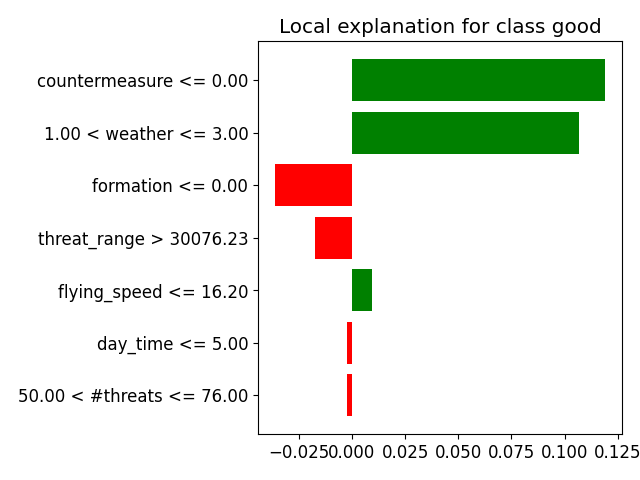 Local explanation for class good
countermeasure <= 0.00
1.00 < weather <= 3.00
formation <= 0.00
threat_range > 30076.23
flying_speed <= 16.20
day_time <= 5.00
50.00 < #threats <= 76.00
−0.025 0.000 0.025 0.050 0.075 0.100 0.125